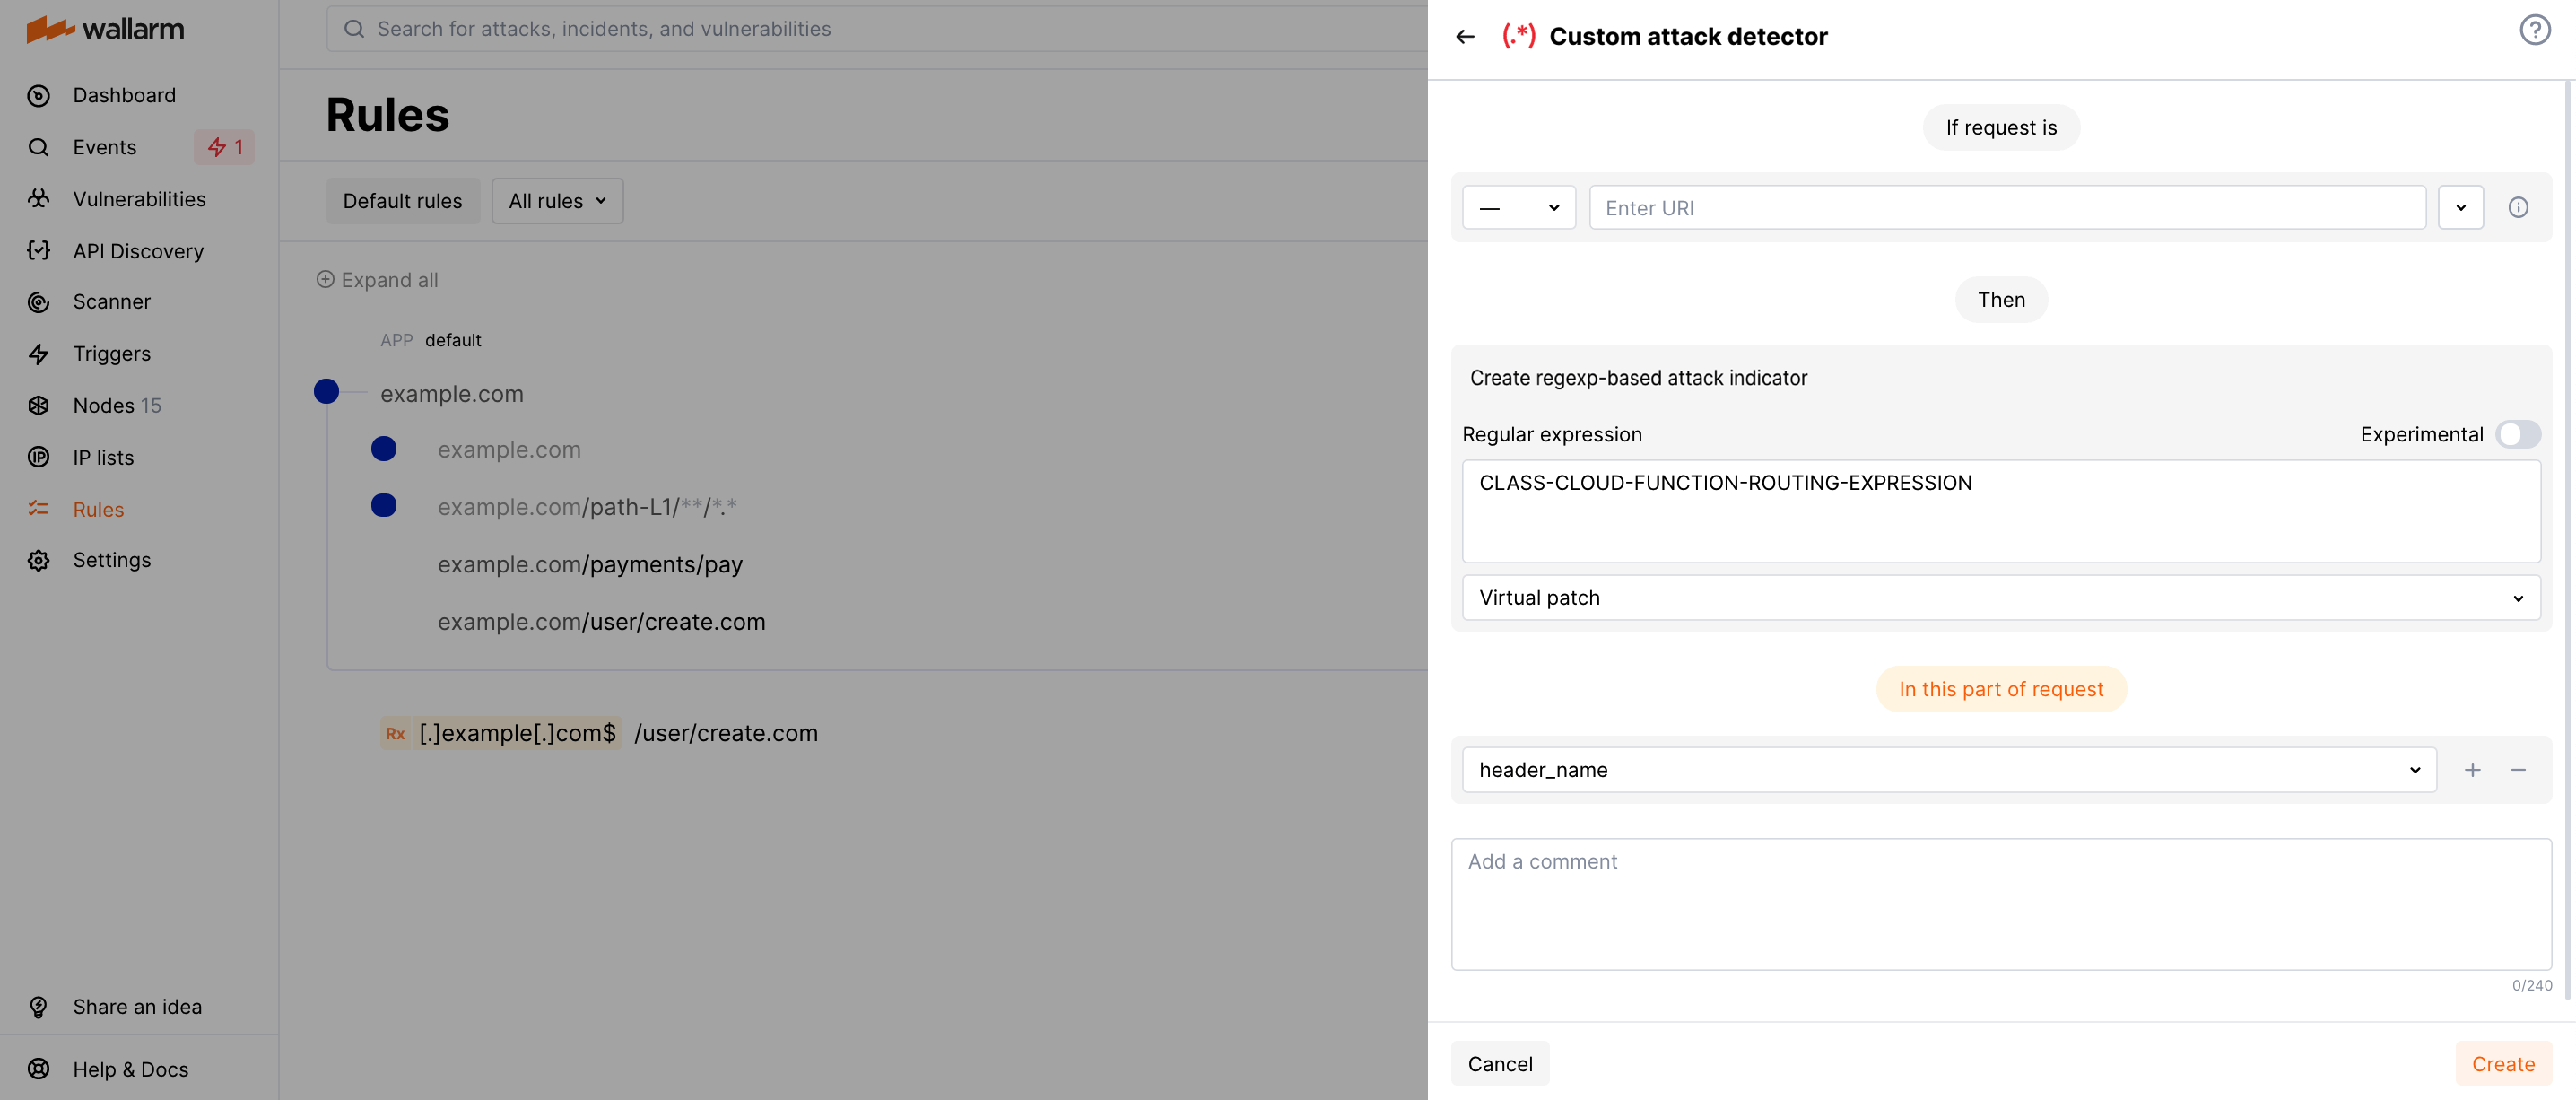 wallarm
Dashboard
Events 1
Vulnerabilities
API Discovery
Scanner
Triggers
Nodes 15
IP lists
Rules
Settings
Share an idea
Help & Docs
Search for attacks, incidents, and vulnerabilities
Rules
Default rules All rules
Expand all
APP default
example.com
example.com
example.com/path-L1/**/*.*
example.com/payments/pay
example.com/user/create.com
Rx [.]example[.]com$ /user/create.com
(.*) Custom attack detector
If request is
— Enter URI
Then
Create regexp-based attack indicator
Regular expression Experimental
CLASS-CLOUD-FUNCTION-ROUTING-EXPRESSION
Virtual patch
In this part of request
header_name
Add a comment
0/240
Cancel Create